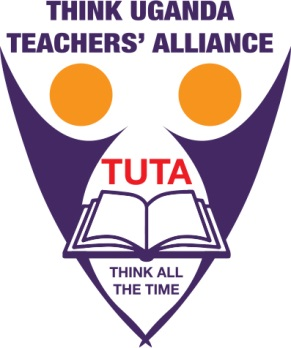 THINK UGANDA
TEACHERS' ALLIANCE
TUTA
THINK ALL
THE TIME